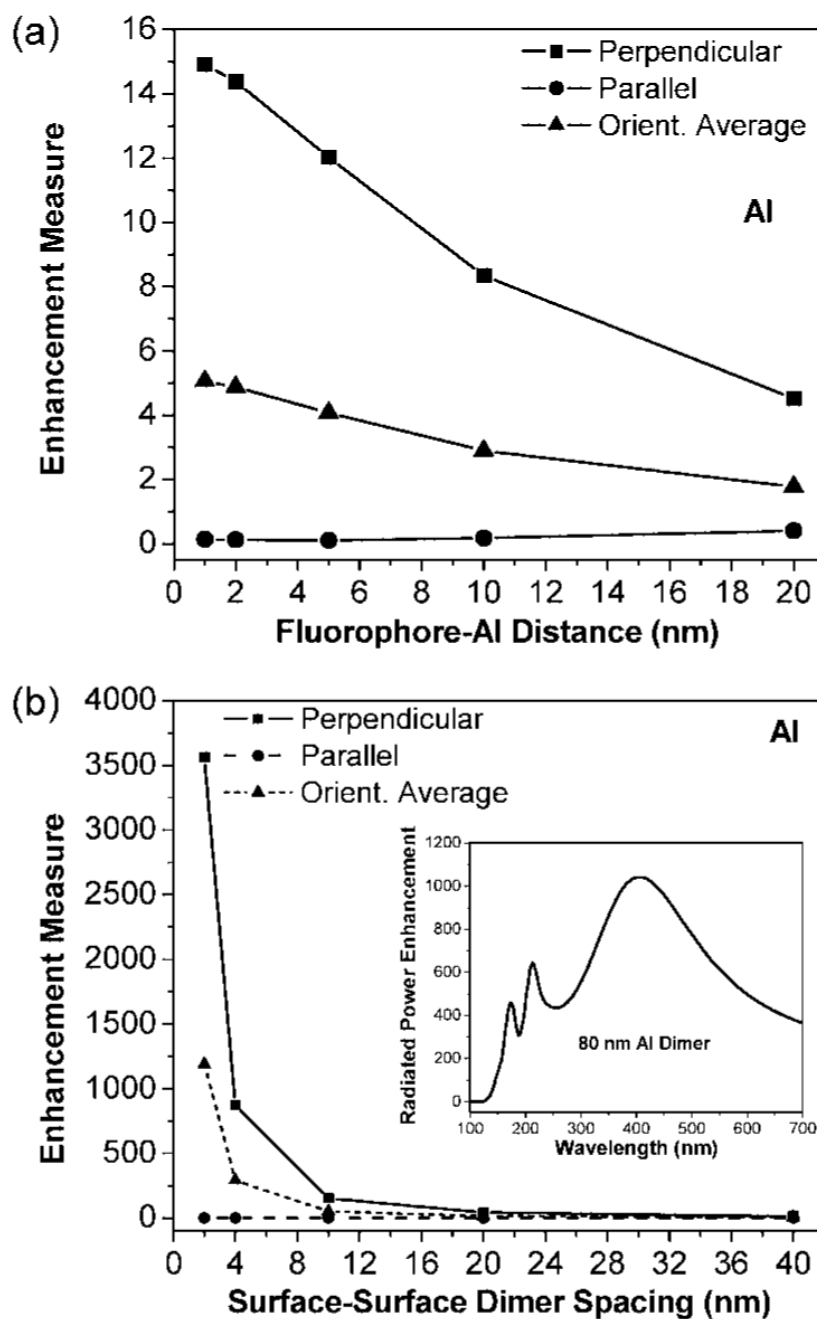 (a)
16
14
12
10
8
6
4
2
0
Enhancement Measure
Perpendicular
Parallel
Orient. Average
Al
0 2 4 6 8 10 12 14 16 18 20
Fluorophore-Al Distance (nm)
(b)
4000
3500
3000
2500
2000
1500
1000
500
0
Enhancement Measure
Perpendicular
Parallel
Orient. Average
Al
1200
1000
800
600
400
200
0
Radiated Power Enhancement
80 nm Al Dimer
100 200 300 400 500 600 700
Wavelength (nm)
0 4 8 12 16 20 24 28 32 36 40
Surface-Surface Dimer Spacing (nm)